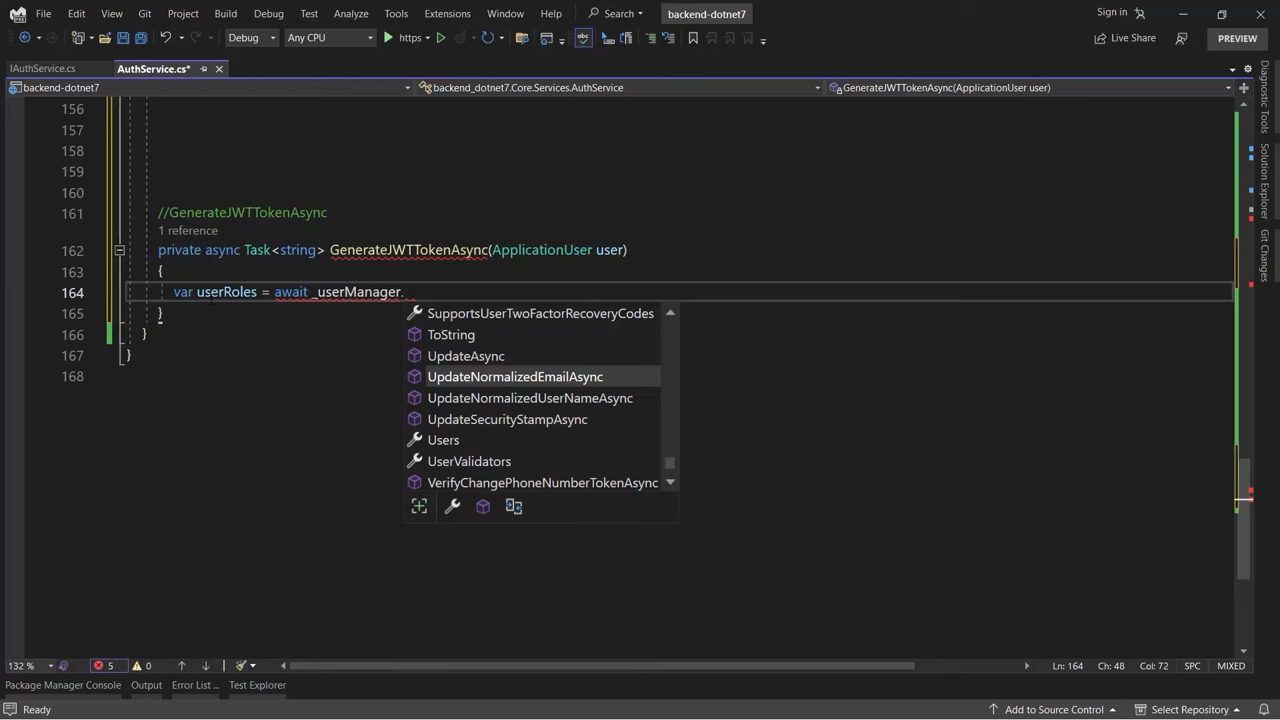 File Edit View Git Project Build Debug Test Analyze Tools Extensions Window Help Search backend-dotnet7 Sign in
Debug Any CPU https Live Share PREVIEW
IAuthService.cs AuthService.cs*
backend-dotnet7 backend_dotnet7.Core.Services.AuthService GenerateJWTTokenAsync(ApplicationUser user)
156
157
158
159
160
161 //GenerateJWTTokenAsync
1 reference
162 private async Task<string> GenerateJWTTokenAsync(ApplicationUser user)
163 {
164 var userRoles = await _userManager.
165 }
166 }
167 }
168
SupportsUserTwoFactorRecoveryCodes
ToString
UpdateAsync
UpdateNormalizedEmailAsync
UpdateNormalizedUserNameAsync
UpdateSecurityStampAsync
Users
UserValidators
VerifyChangePhoneNumberTokenAsync
Diagnostic Tools
Solution Explorer
Git Changes
132 % 5 0 Ln: 164 Ch: 48 Col: 72 SPC MIXED
Package Manager Console Output Error List ... Test Explorer
Ready Add to Source Control Select Repository